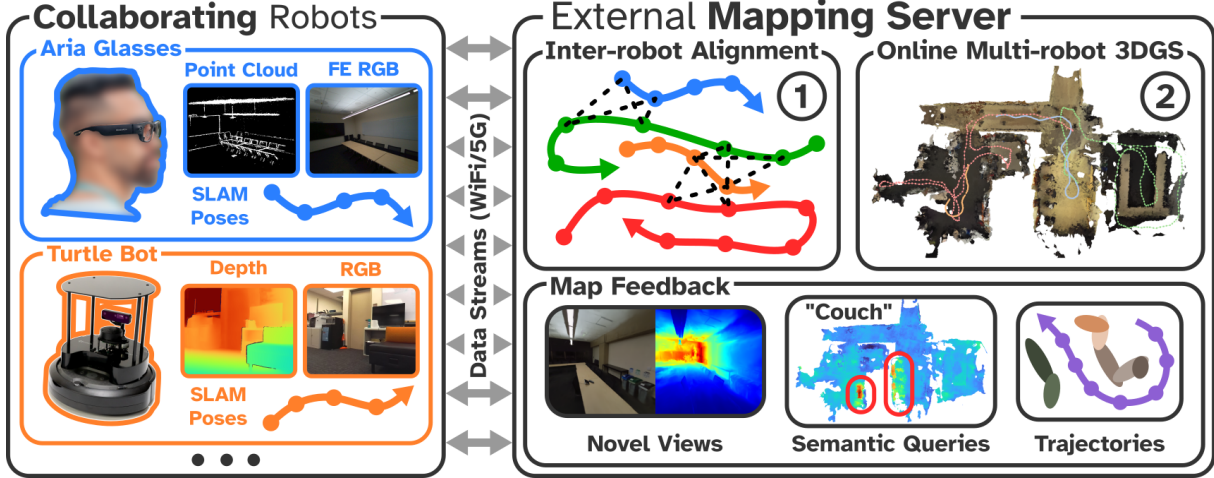 Collaborating Robots
Aria Glasses
Point Cloud
FE RGB
SLAM
Poses
Turtle Bot
Depth
RGB
SLAM
Poses
Data Streams (WiFi/5G)
External Mapping Server
Inter-robot Alignment
1
Online Multi-robot 3DGS
2
Map Feedback
Novel Views
"Couch"
Semantic Queries
Trajectories